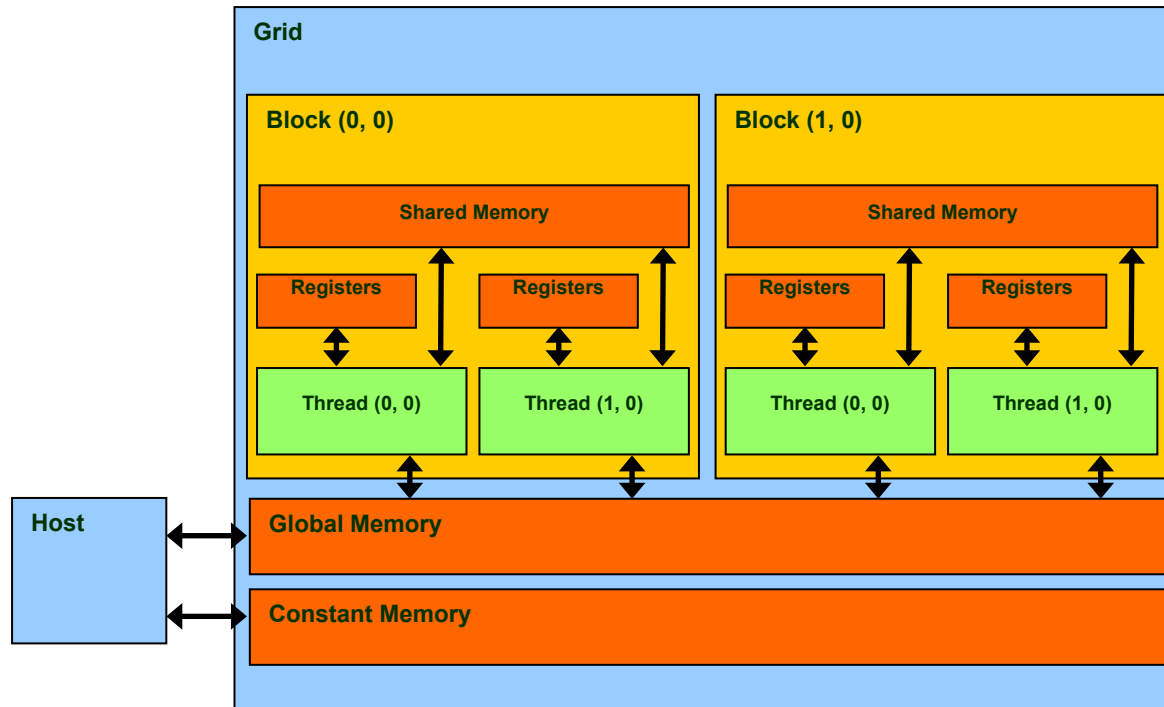 Grid
Block (0, 0)
Block (1, 0)
Shared Memory
Shared Memory
Registers
Registers
Registers
Registers
Thread (0, 0)
Thread (1, 0)
Thread (0, 0)
Thread (1, 0)
Host
Global Memory
Constant Memory